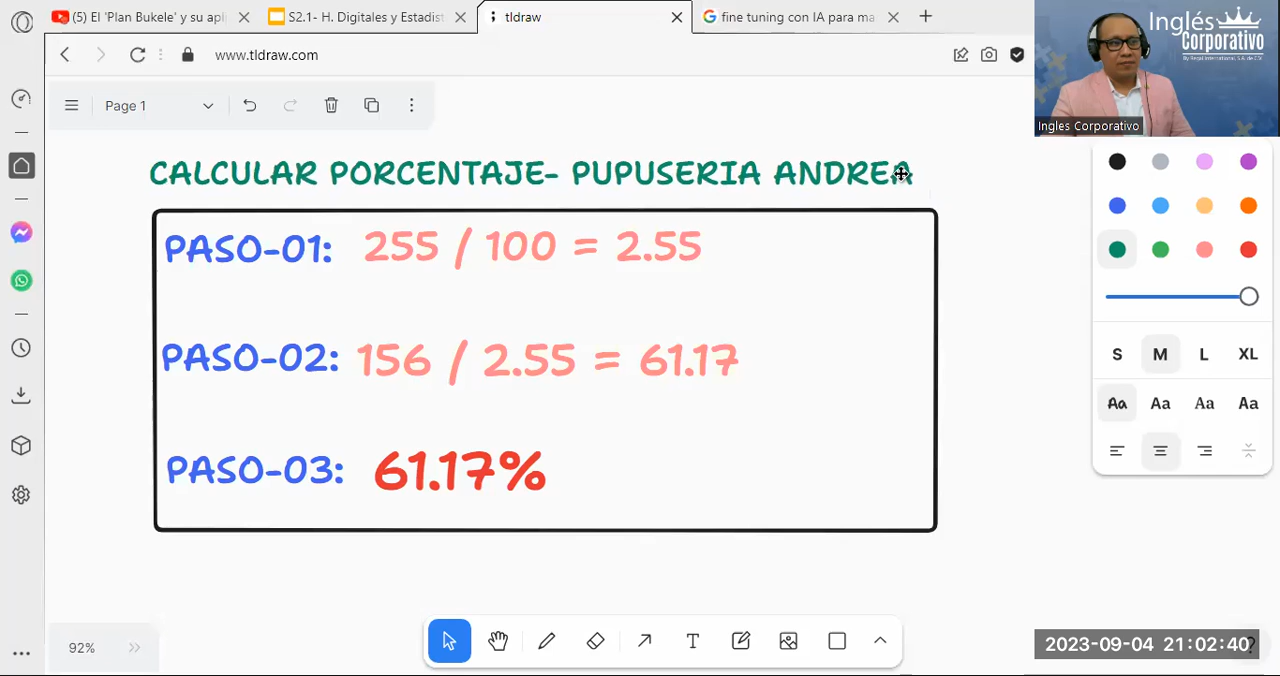 (5) El 'Plan Bukele' y su apl
S2.1- H. Digitales y Estadist
tldraw
fine tuning con IA para ma
www.tldraw.com
Page 1
Inglés
Corporativo
Ingles Corporativo
CALCULAR PORCENTAJE- PUPUSERIA ANDREA
PASO-01: 255 / 100 = 2.55
PASO-02: 156 / 2.55 = 61.17
PASO-03: 61.17%
S M L XL
Aa Aa Aa Aa
92%
2023-09-04 21:02:40